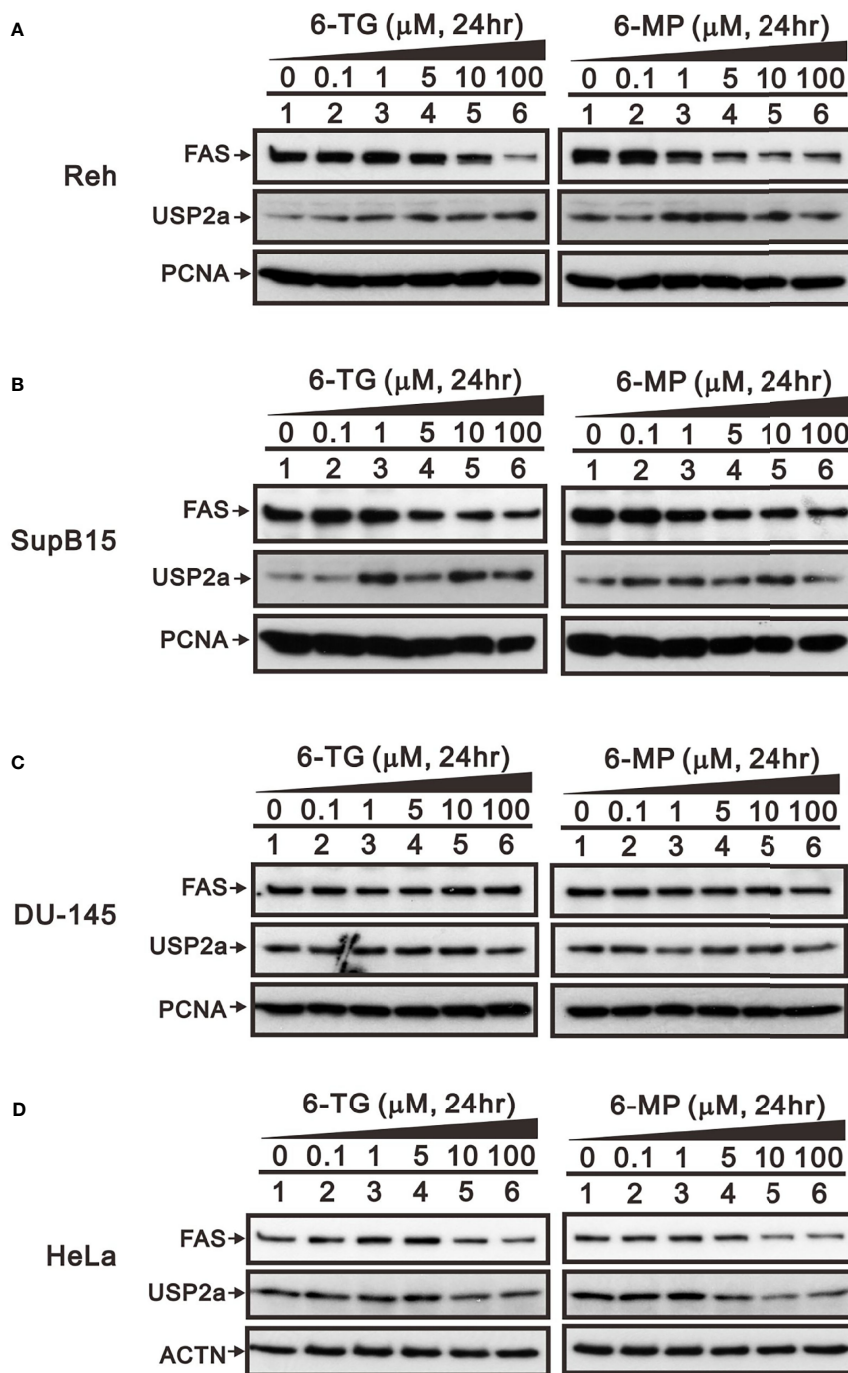 A
6-TG (μM, 24hr) 6-MP (μM, 24hr)
0 0.1 1 5 10 100 0 0.1 1 5 10 100
1 2 3 4 5 6 1 2 3 4 5 6
Reh
FAS
USP2a
PCNA
B
6-TG (μM, 24hr) 6-MP (μM, 24hr)
0 0.1 1 5 10 100 0 0.1 1 5 10 100
1 2 3 4 5 6 1 2 3 4 5 6
SupB15
FAS
USP2a
PCNA
C
6-TG (μM, 24hr) 6-MP (μM, 24hr)
0 0.1 1 5 10 100 0 0.1 1 5 10 100
1 2 3 4 5 6 1 2 3 4 5 6
DU-145
FAS
USP2a
PCNA
D
6-TG (μM, 24hr) 6-MP (μM, 24hr)
0 0.1 1 5 10 100 0 0.1 1 5 10 100
1 2 3 4 5 6 1 2 3 4 5 6
HeLa
FAS
USP2a
ACTN